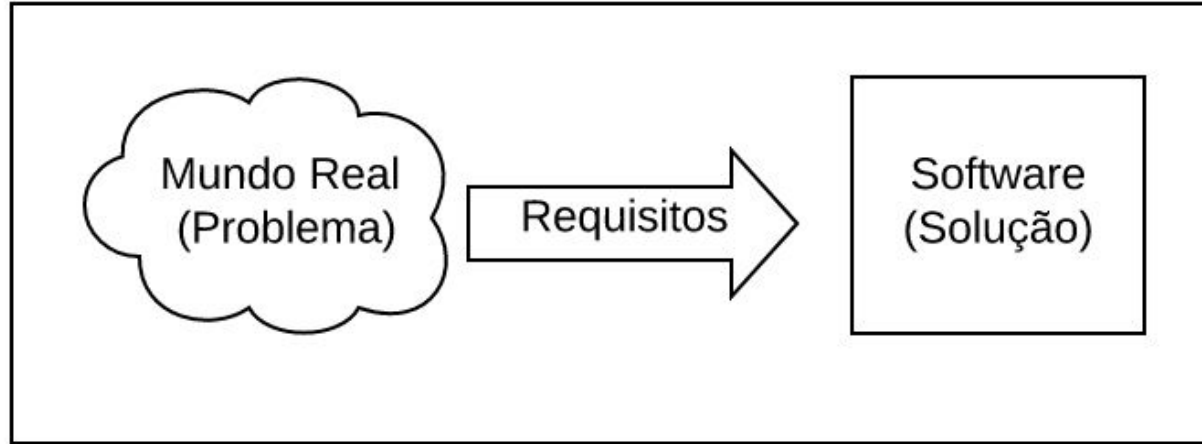 Mundo Real
(Problema)
Requisitos
Software
(Solução)